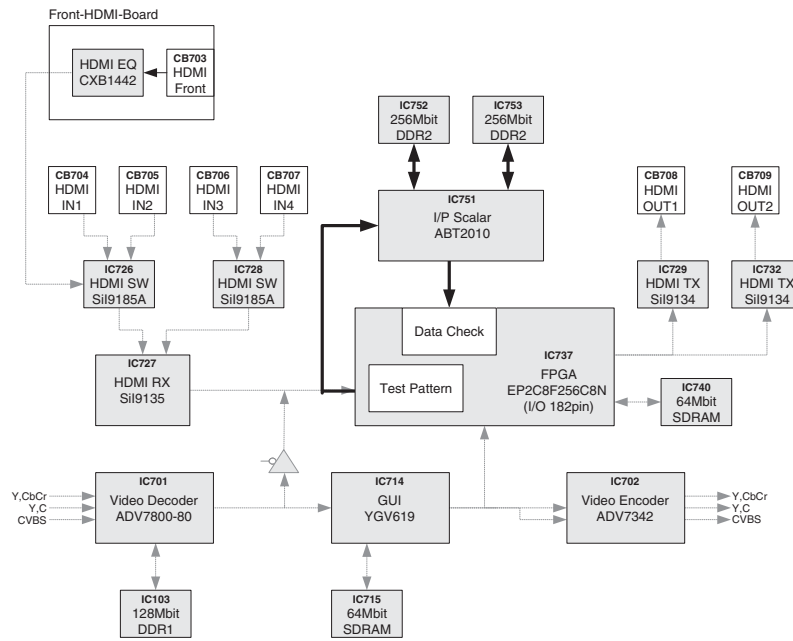 Front-HDMI-Board
HDMI EQ
CXB1442
CB703
HDMI
Front
IC752
256Mbit
DDR2
IC753
256Mbit
DDR2
CB704
HDMI
IN1
CB705
HDMI
IN2
CB706
HDMI
IN3
CB707
HDMI
IN4
IC751
I/P Scalar
ABT2010
CB708
HDMI
OUT1
CB709
HDMI
OUT2
IC726
HDMI SW
SiI9185A
IC728
HDMI SW
SiI9185A
IC729
HDMI TX
SiI9134
IC732
HDMI TX
SiI9134
Data Check
IC727
HDMI RX
SiI9135
Test Pattern
IC737
FPGA
EP2C8F256C8N
(I/O 182pin)
IC740
64Mbit
SDRAM
Y,CbCr
Y,C
CVBS
IC701
Video Decoder
ADV7800-80
IC714
GUI
YGV619
IC702
Video Encoder
ADV7342
Y,CbCr
Y,C
CVBS
IC103
128Mbit
DDR1
IC715
64Mbit
SDRAM